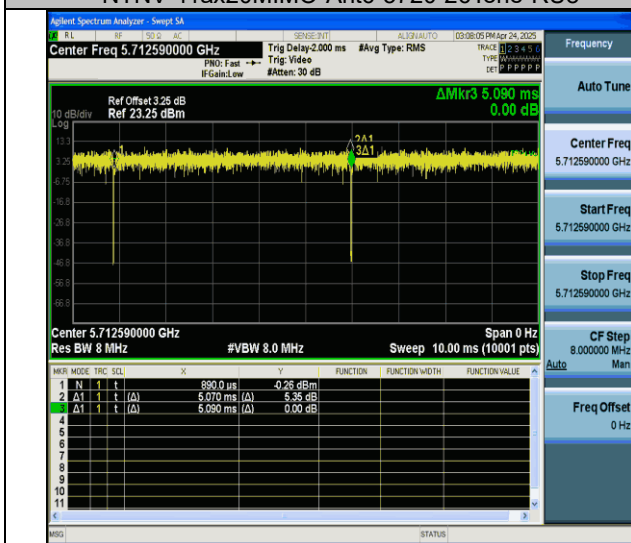 Agilent Spectrum Analyzer - Swept SA
RL RF 50 Ω AC SENSE:INT ALIGNAUTO 03:08:05 PM Apr 24, 2025
Center Freq 5.712590000 GHz
PNO: Fast
IFGain:Low
Trig Delay-2.000 ms
Trig: Video
#Atten: 30 dB
#Avg Type: RMS
TRACE 1 2 3 4 5 6
TYPE
DET P P P P P P
Ref Offset 3.25 dB
Ref 23.25 dBm
10 dB/div
Log
ΔMkr3 5.090 ms
0.00 dB
13.3
3.25
-6.75
-16.8
-26.8
-36.8
-46.8
-56.8
-66.8
1
2Δ1
3Δ1
Center 5.712590000 GHz
Span 0 Hz
Res BW 8 MHz
#VBW 8.0 MHz
Sweep 10.00 ms (10001 pts)
MKR MODE TRC SCL X Y FUNCTION FUNCTION WIDTH FUNCTION VALUE
1 N 1 t 890.0 µs -0.26 dBm
2 Δ1 1 t (Δ) 5.070 ms (Δ) 5.35 dB
3 Δ1 1 t (Δ) 5.090 ms (Δ) 0.00 dB
4
5
6
7
8
9
10
11
MSG STATUS
Frequency
Auto Tune
Center Freq
5.712590000 GHz
Start Freq
5.712590000 GHz
Stop Freq
5.712590000 GHz
CF Step
8.000000 MHz
Auto Man
Freq Offset
0 Hz